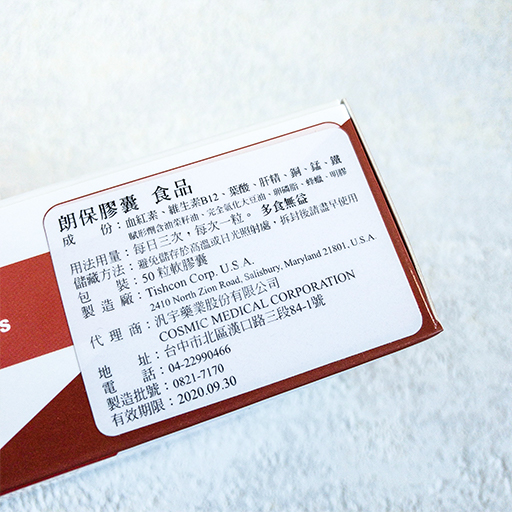 朗保膠囊 食品
成 份：血紅素、維生素B12、葉酸、肝精、銅、錳、鐵
賦形劑含油菜籽油、完全氫化大豆油、卵磷脂、蜂蠟、明膠
用法用量：每日三次，每次一粒。 多食無益
儲藏方法：避免儲存於高溫或日光照射處，拆封後請盡早使用
包 裝：50粒軟膠囊
製 造 廠：Tishcon Corp. U.S.A.
2410 North Zion Road, Salisbury, Maryland 21801, U.S.A
代 理 商：汎宇藥業股份有限公司
COSMIC MEDICAL CORPORATION
地 址：台中市北區漢口路三段84-1號
電 話：04-22990466
製造批號：0821-7170
有效期限：2020.09.30
s